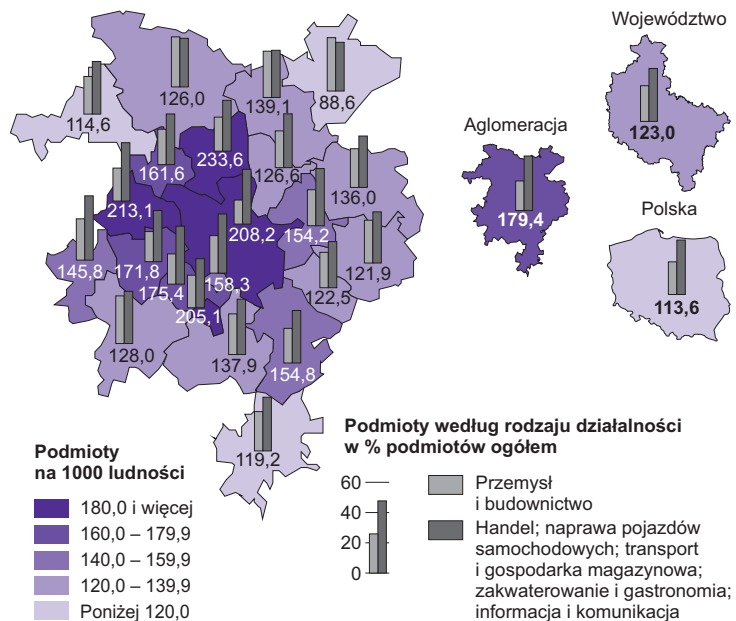 Województwo
123,0
Aglomeracja
179,4
Polska
113,6
126,0
139,1
88,6
114,6
233,6
161,6
126,6
136,0
213,1
208,2
154,2
145,8
171,8
158,3
121,9
175,4
122,5
205,1
128,0
137,9
154,8
119,2
Podmioty
na 1000 ludności
180,0 i więcej
160,0 – 179,9
140,0 – 159,9
120,0 – 139,9
Poniżej 120,0
Podmioty według rodzaju działalności
w % podmiotów ogółem
60
40
20
0
Przemysł
i budownictwo
Handel; naprawa pojazdów
samochodowych; transport
i gospodarka magazynowa;
zakwaterowanie i gastronomia;
informacja i komunikacja